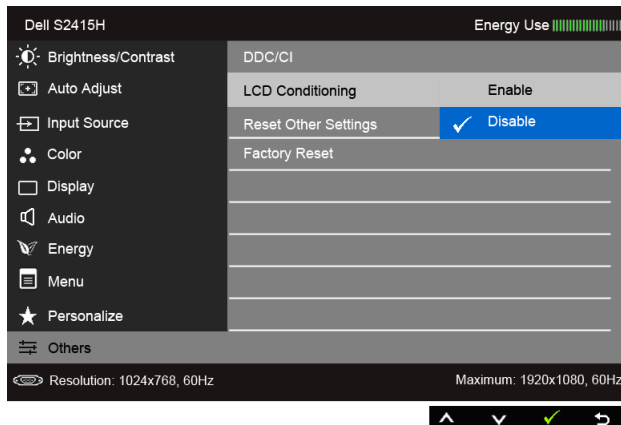 Dell S2415H Energy Use
Brightness/Contrast DDC/CI
Auto Adjust LCD Conditioning Enable
Input Source Reset Other Settings Disable
Color Factory Reset
Display
Audio
Energy
Menu
Personalize
Others
Resolution: 1024x768, 60Hz Maximum: 1920x1080, 60Hz